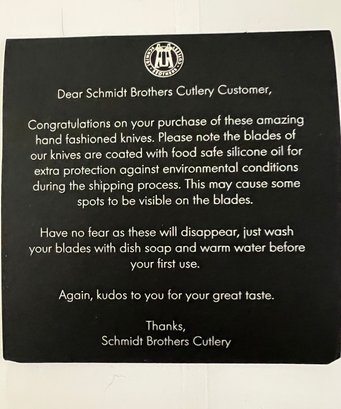 Dear Schmidt Brothers Cutlery Customer,
Congratulations on your purchase of these amazing
hand fashioned knives. Please note the blades of
our knives are coated with food safe silicone oil for
extra protection against environmental conditions
during the shipping process. This may cause some
spots to be visible on the blades.
Have no fear as these will disappear, just wash
your blades with dish soap and warm water before
your first use.
Again, kudos to you for your great taste.
Thanks,
Schmidt Brothers Cutlery